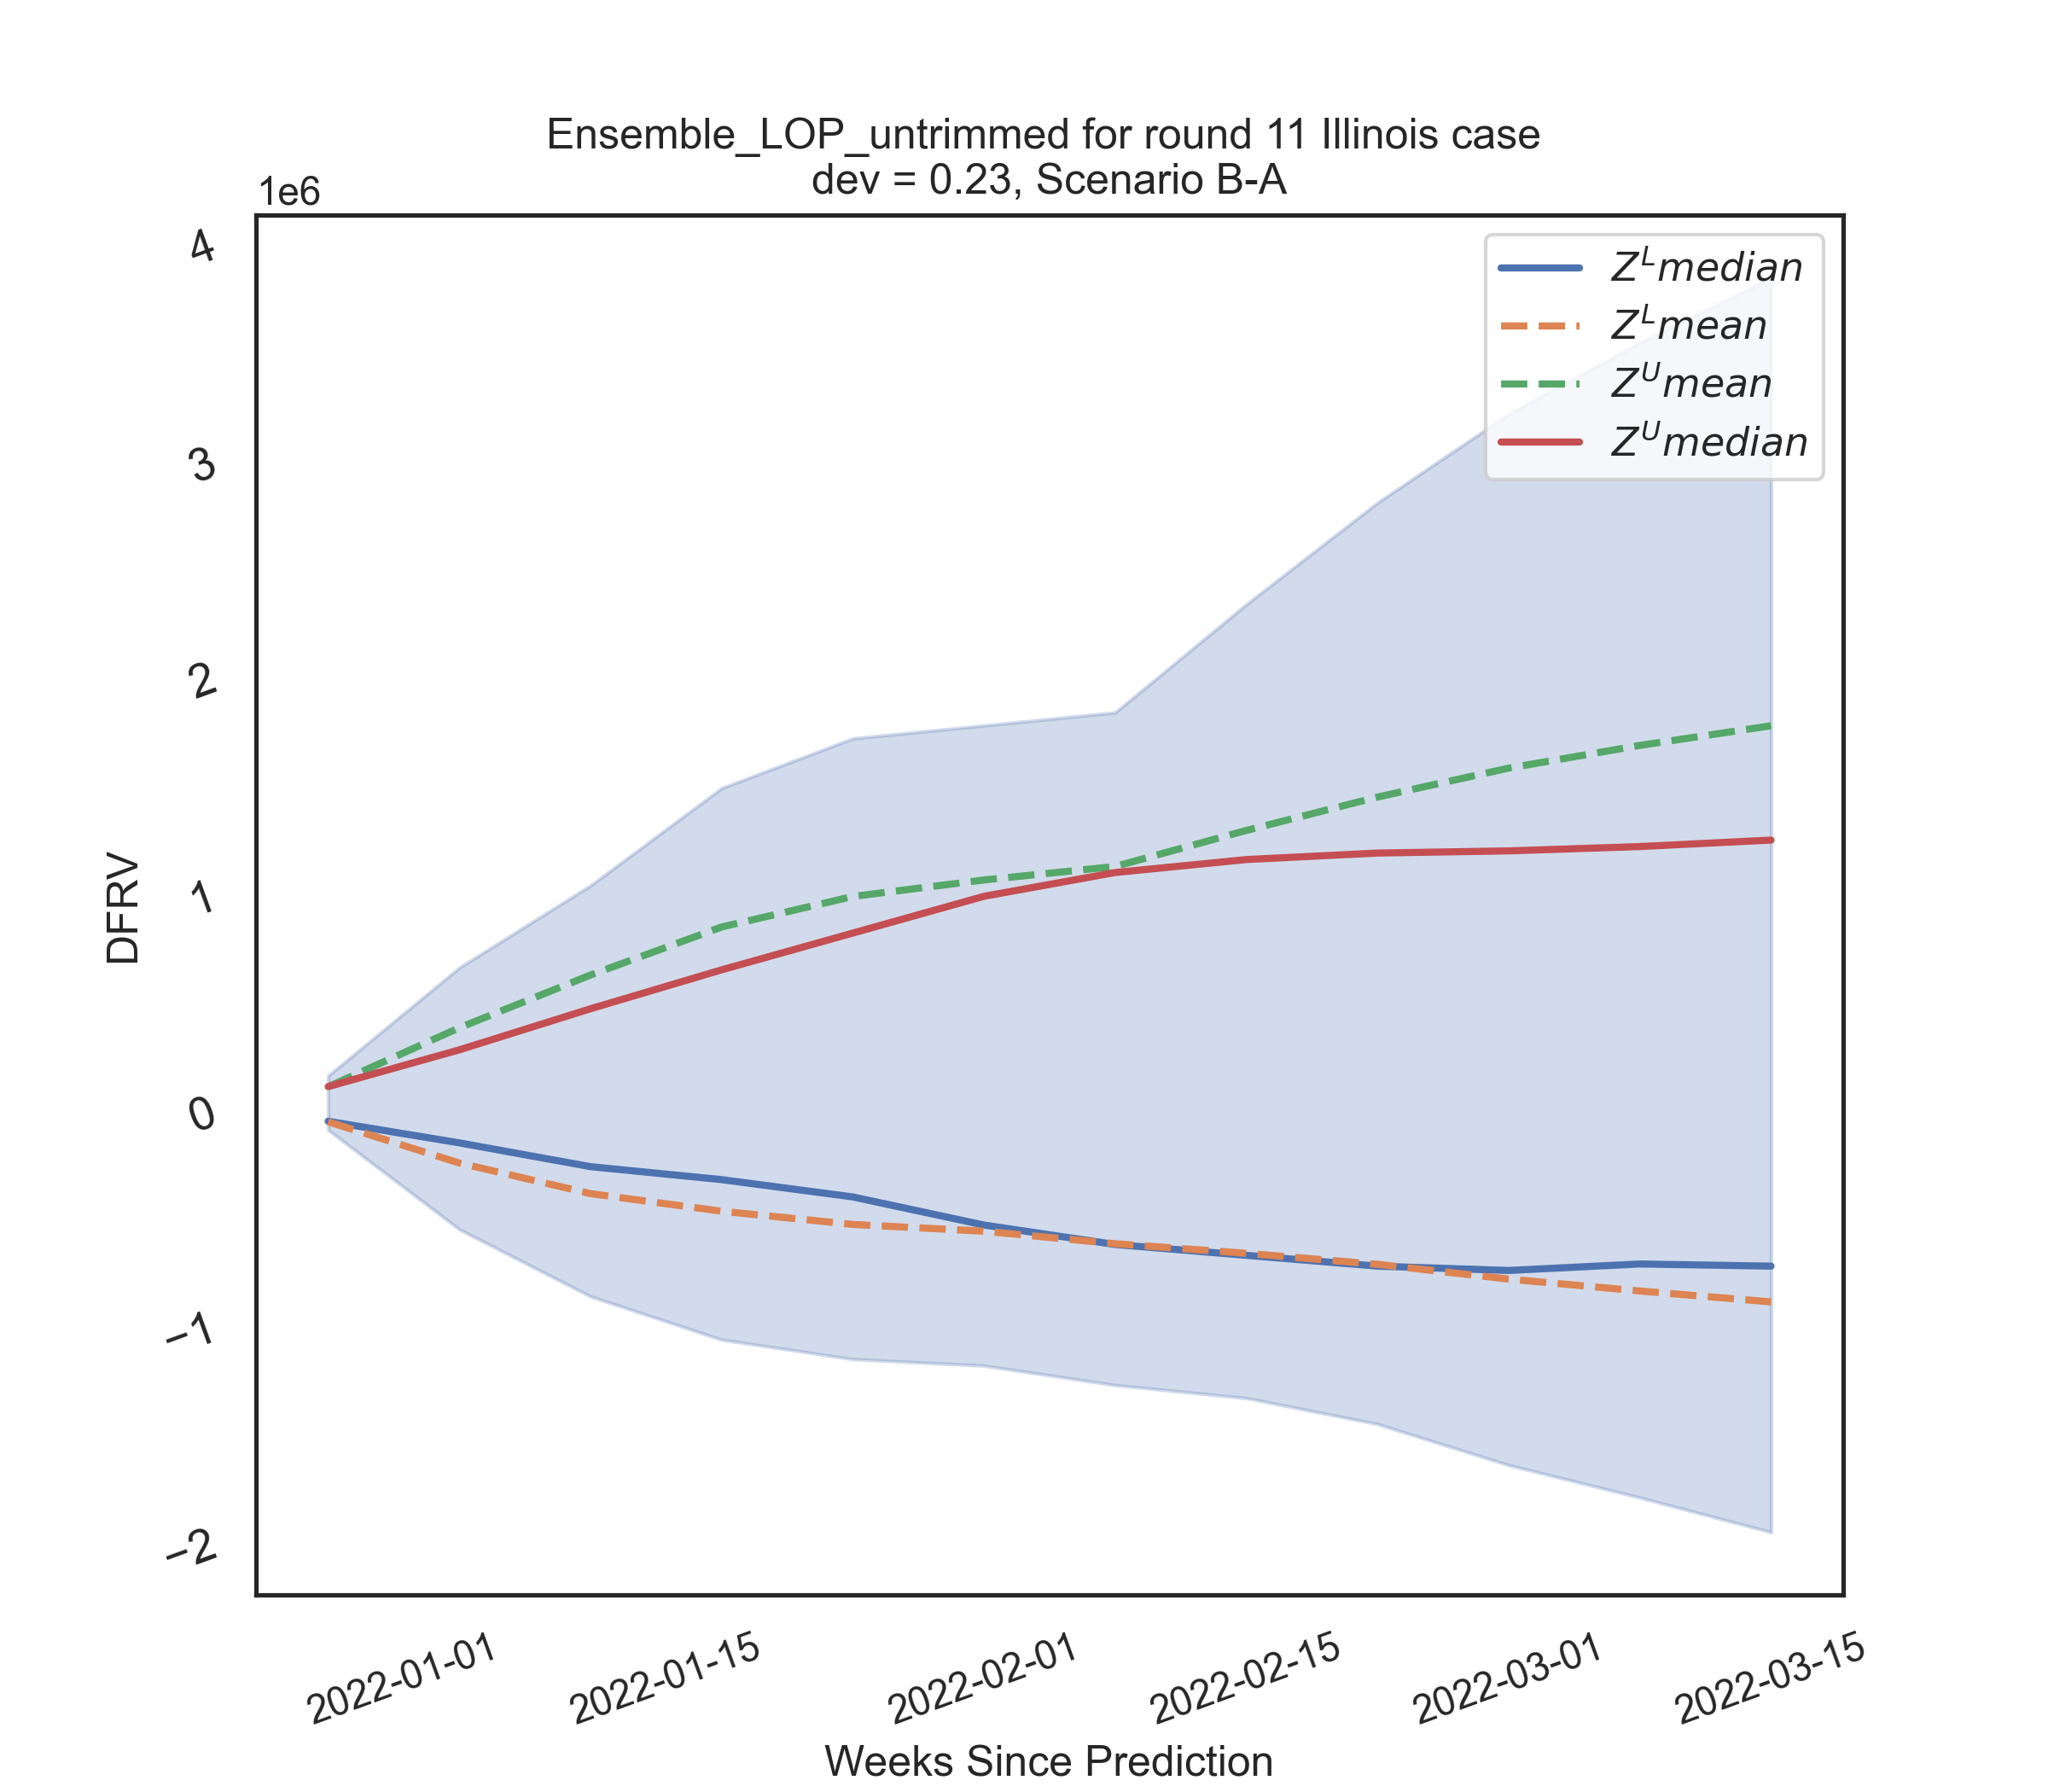 Ensemble_LOP_untrimmed for round 11 Illinois case
dev = 0.23, Scenario B-A
1e6
4
3
2
1
0
−1
−2
DFRV
Z^L median
Z^L mean
Z^U mean
Z^U median
2022-01-01
2022-01-15
2022-02-01
2022-02-15
2022-03-01
2022-03-15
Weeks Since Prediction